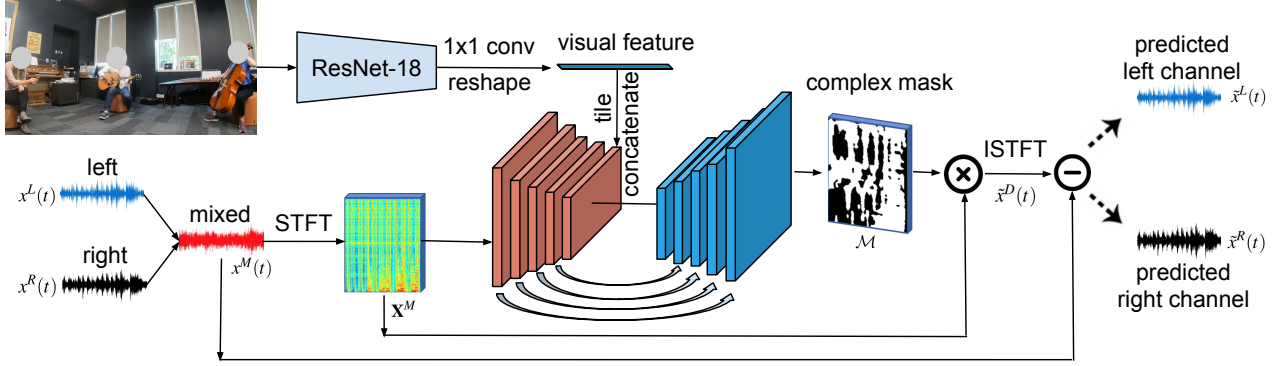 ResNet-18
1x1 conv
reshape
visual feature
tile
concatenate
complex mask
predicted
left channel
x̃^L(t)
left
x^L(t)
mixed
STFT
x^M(t)
right
x^R(t)
X^M
M
ISTFT
x̃^D(t)
x̃^R(t)
predicted
right channel